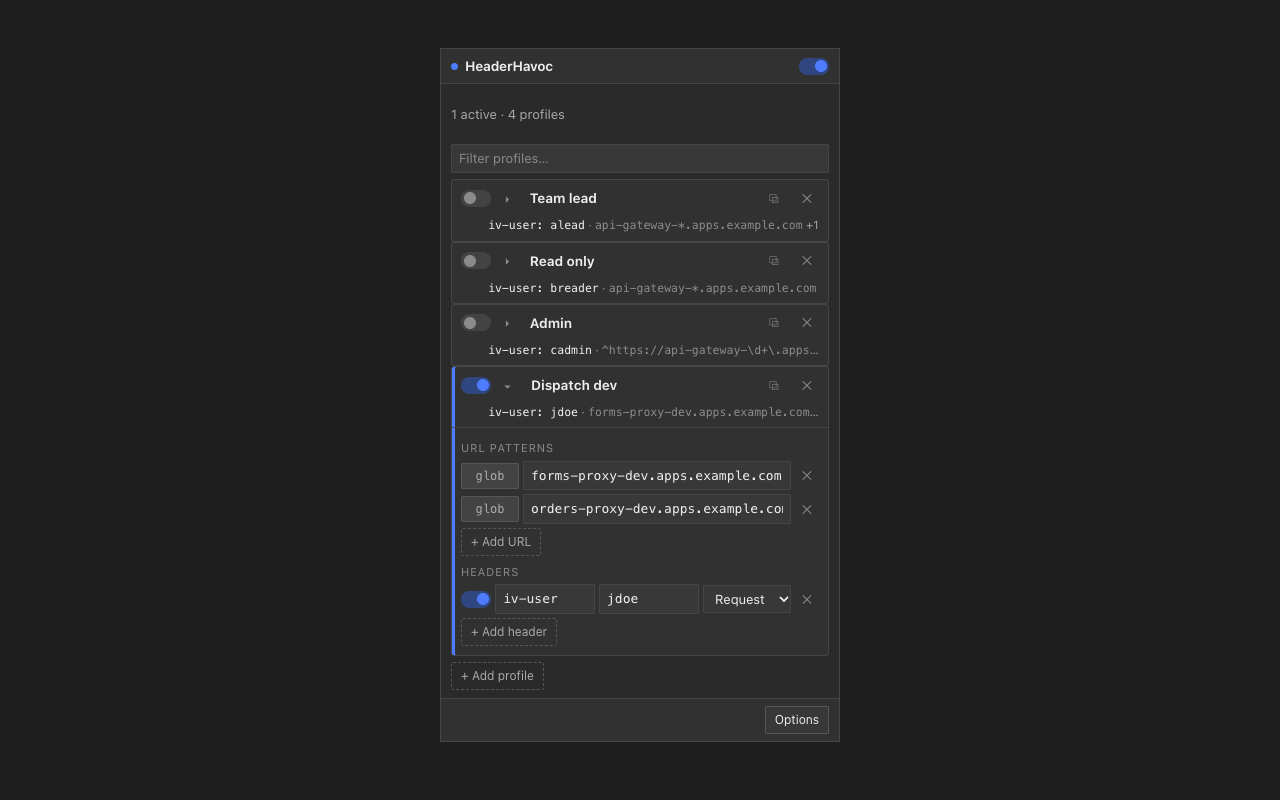 HeaderHavoc
1 active · 4 profiles
Filter profiles...
Team lead
iv-user: alead · api-gateway-*.apps.example.com +1
Read only
iv-user: breader · api-gateway-*.apps.example.com
Admin
iv-user: cadmin · ^https://api-gateway-\d+\.apps…
Dispatch dev
iv-user: jdoe · forms-proxy-dev.apps.example.com…
URL PATTERNS
glob forms-proxy-dev.apps.example.com
glob orders-proxy-dev.apps.example.co
+ Add URL
HEADERS
iv-user jdoe Request
+ Add header
+ Add profile
Options